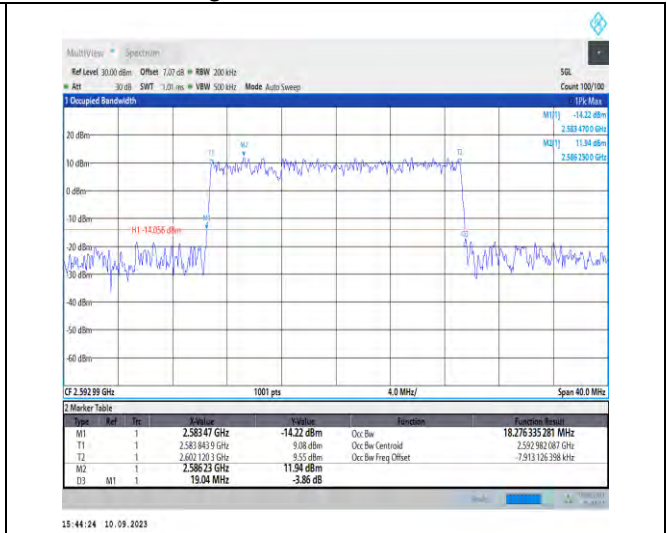 MultiView Spectrum
Ref Level 30.00 dBm Offset 7.07 dB RBW 200 kHz SGL
Att 30 dB SWT 1.01 ms VBW 500 kHz Mode Auto Sweep Count 100/100
1 Occupied Bandwidth 1Pk Max
M1[1] -14.22 dBm
2.583 4700 GHz
M2[1] 11.94 dBm
2.586 2300 GHz
20 dBm
10 dBm
0 dBm
-10 dBm
-20 dBm
-30 dBm
-40 dBm
-50 dBm
-60 dBm
T1
M2
T2
M1
H1 -14.056 dBm
D3
CF 2.592 99 GHz 1001 pts 4.0 MHz/ Span 40.0 MHz
2 Marker Table
Type Ref Trc X-Value Y-Value Function Function Result
M1 1 2.583 47 GHz -14.22 dBm Occ Bw 18.276 335 281 MHz
T1 1 2.583 843 9 GHz 9.08 dBm Occ Bw Centroid 2.592 982 087 GHz
T2 1 2.602 120 3 GHz 9.55 dBm Occ Bw Freq Offset -7.913 126 398 kHz
M2 1 2.586 23 GHz 11.94 dBm
D3 M1 1 19.04 MHz -3.86 dB
15:44:24 10.09.2023